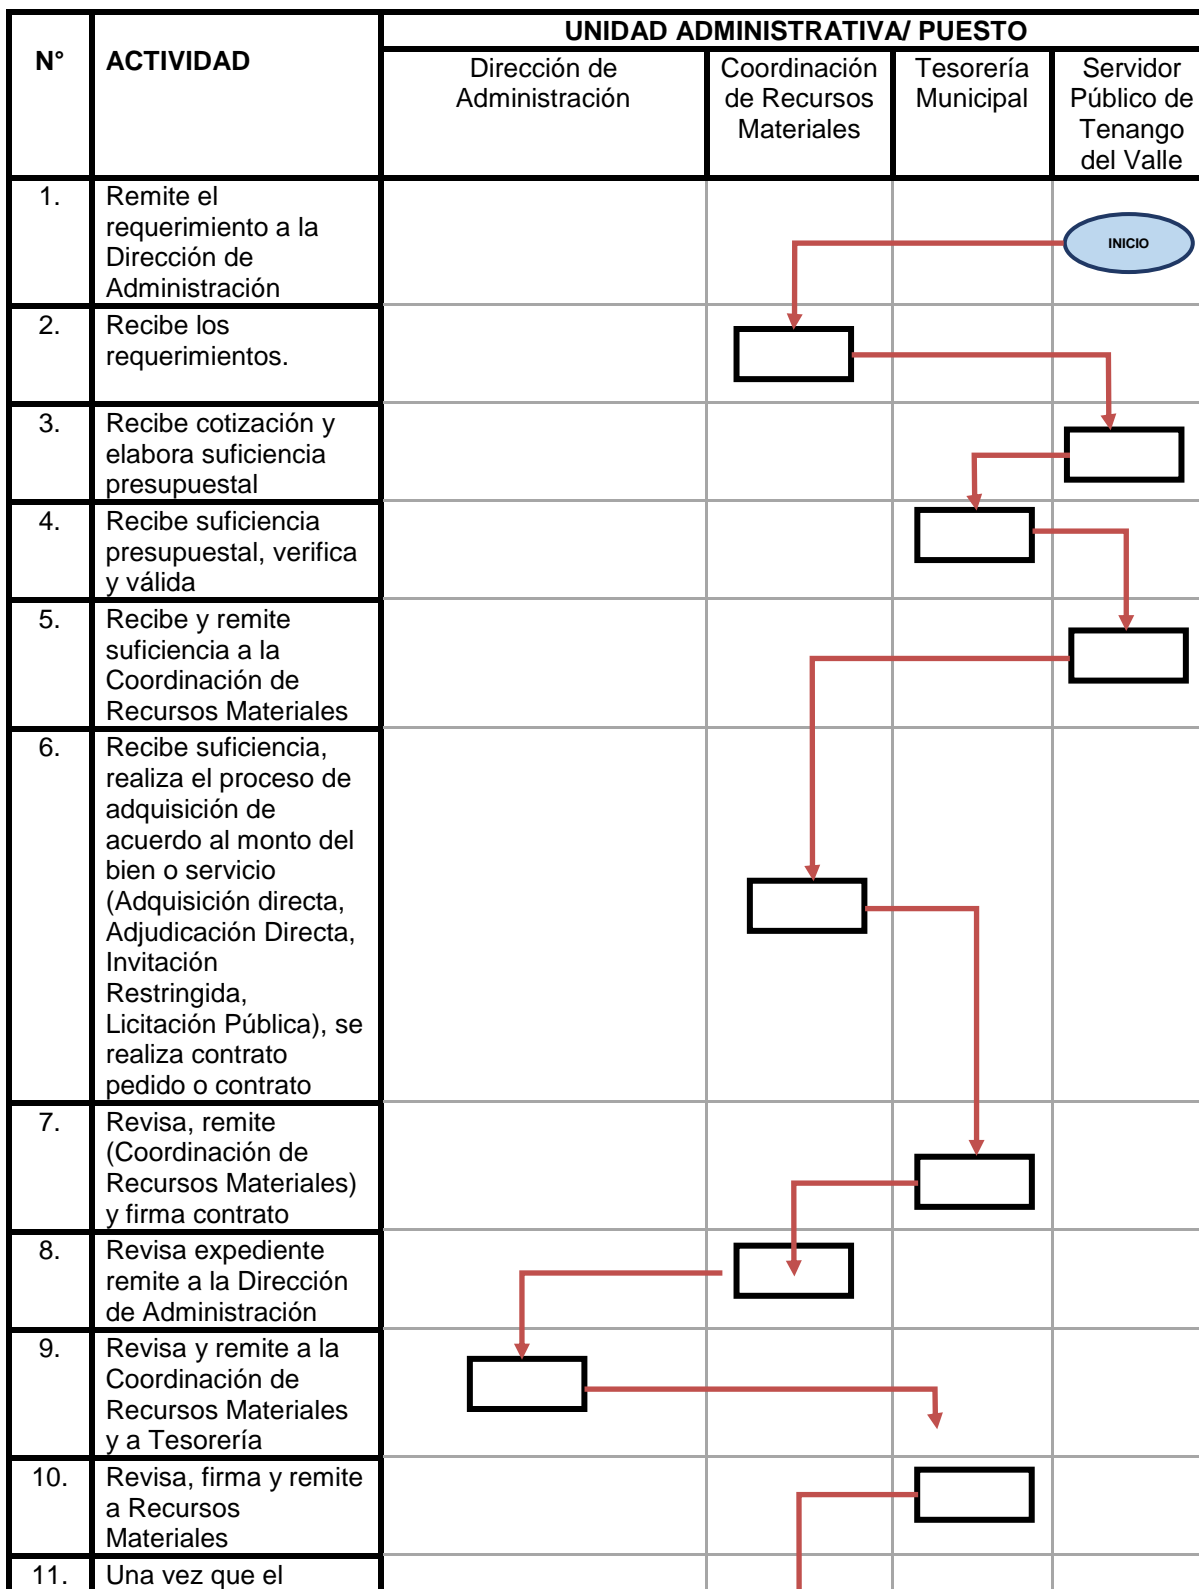 N°
ACTIVIDAD
UNIDAD ADMINISTRATIVA/ PUESTO
Dirección de
Administración
Coordinación
de Recursos
Materiales
Tesorería
Municipal
Servidor
Público de
Tenango
del Valle
1.
Remite el
requerimiento a la
Dirección de
Administración
INICIO
2.
Recibe los
requerimientos.
3.
Recibe cotización y
elabora suficiencia
presupuestal
4.
Recibe suficiencia
presupuestal, verifica
y válida
5.
Recibe y remite
suficiencia a la
Coordinación de
Recursos Materiales
6.
Recibe suficiencia,
realiza el proceso de
adquisición de
acuerdo al monto del
bien o servicio
(Adquisición directa,
Adjudicación Directa,
Invitación
Restringida,
Licitación Pública), se
realiza contrato
pedido o contrato
7.
Revisa, remite
(Coordinación de
Recursos Materiales)
y firma contrato
8.
Revisa expediente
remite a la Dirección
de Administración
9.
Revisa y remite a la
Coordinación de
Recursos Materiales
y a Tesorería
10.
Revisa, firma y remite
a Recursos
Materiales
11.
Una vez que el